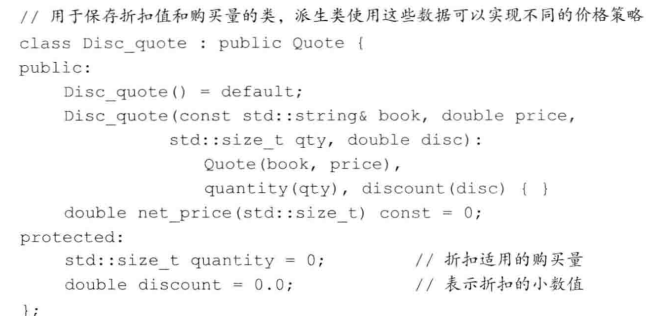 // 用于保存折扣值和购买量的类，派生类使用这些数据可以实现不同的价格策略
class Disc_quote : public Quote {
public:
    Disc_quote() = default;
    Disc_quote(const std::string& book, double price,
              std::size_t qty, double disc):
                 Quote(book, price),
                 quantity(qty), discount(disc) { }
    double net_price(std::size_t) const = 0;
protected:
    std::size_t quantity = 0;        // 折扣适用的购买量
    double discount = 0.0;           // 表示折扣的小数值
};